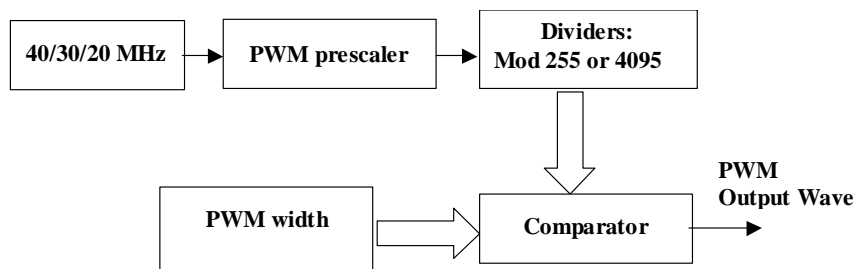 40/30/20 MHz
PWM prescaler
Dividers:
Mod 255 or 4095
PWM width
Comparator
PWM
Output Wave